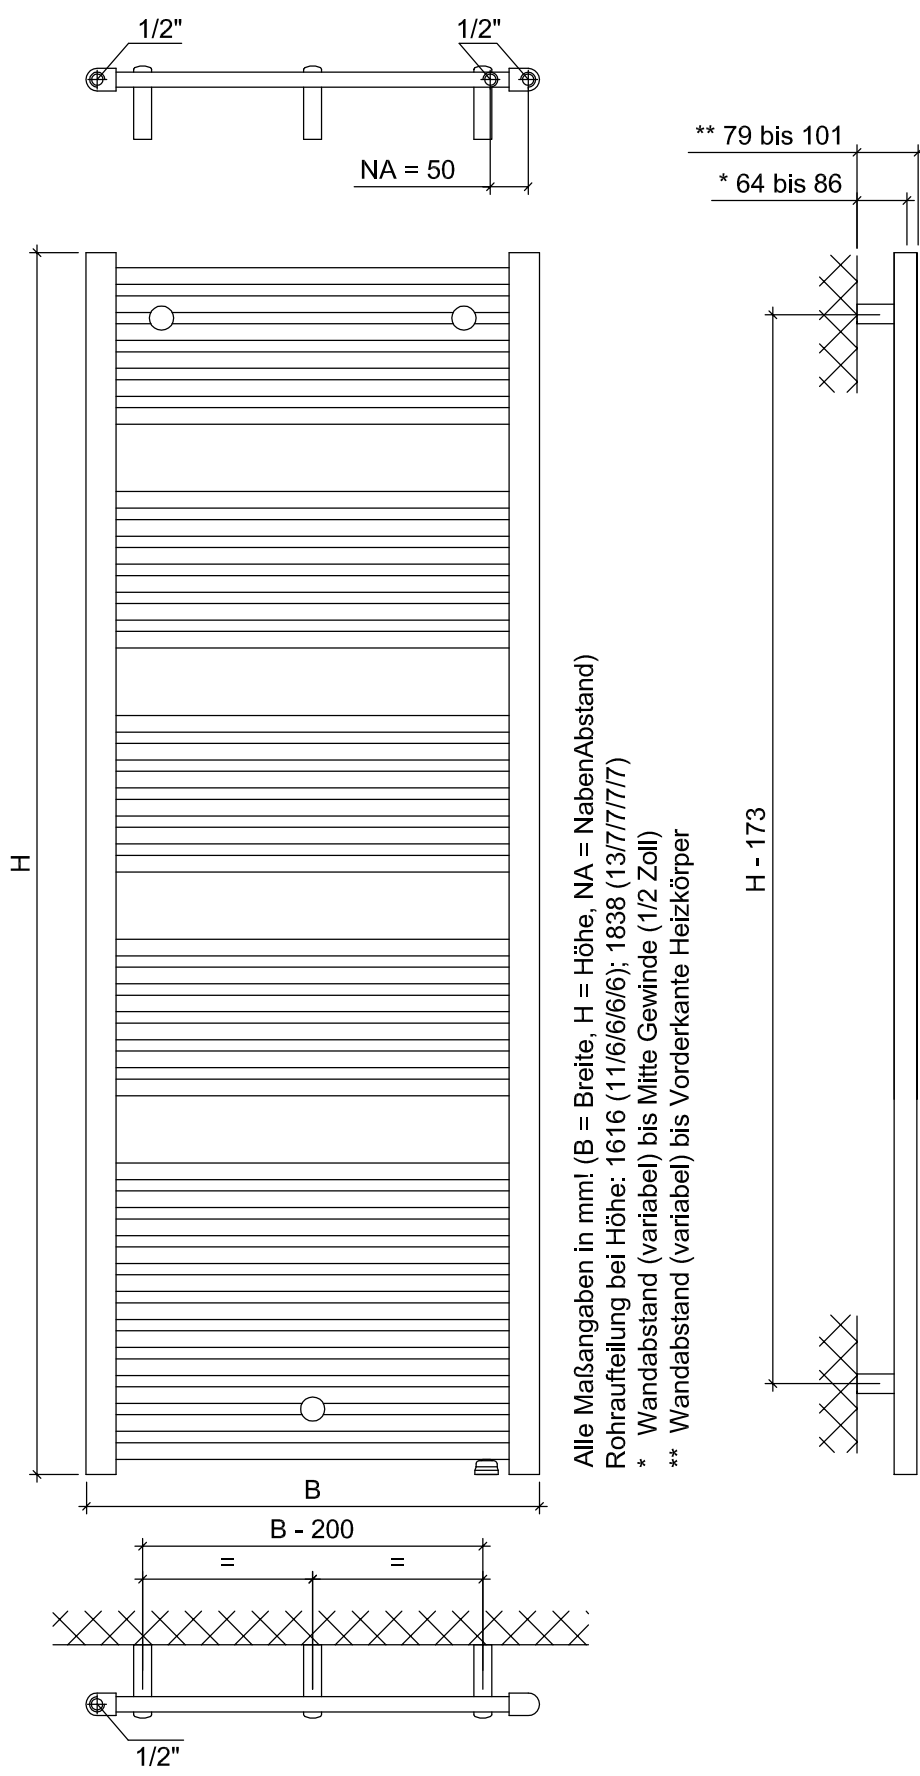 1/2"
1/2"
NA = 50
** 79 bis 101
* 64 bis 86
H
H - 173
Alle Maßangaben in mm! (B = Breite, H = Höhe, NA = NabenAbstand)
Rohraufteilung bei Höhe: 1616 (11/6/6/6/6); 1838 (13/7/7/7/7)
* Wandabstand (variabel) bis Mitte Gewinde (1/2 Zoll)
** Wandabstand (variabel) bis Vorderkante Heizkörper
B
B - 200
= =
1/2"